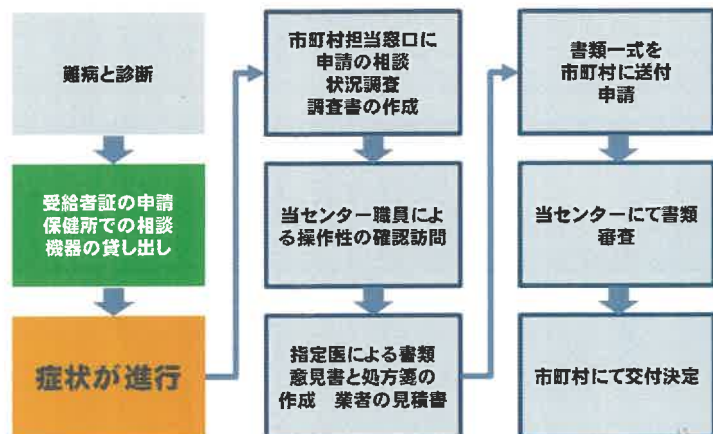 難病と診断
受給者証の申請
保健所での相談
機器の貸し出し
症状が進行
市町村担当窓口に
申請の相談
状況調査
調査書の作成
当センター職員によ
る操作性の確認訪問
指定医による書類
意見書と処方箋の
作成　業者の見積書
書類一式を
市町村に送付
申請
当センターにて書類
審査
市町村にて交付決定